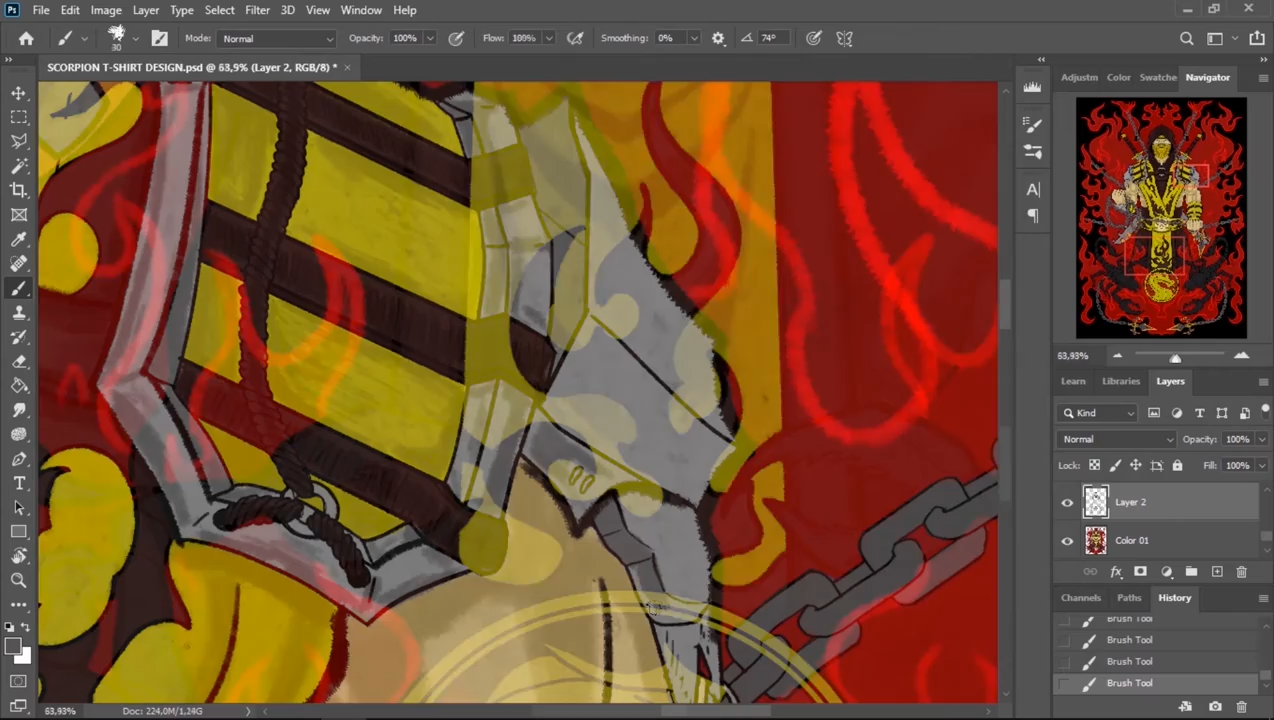 Ps File Edit Image Layer Type Select Filter 3D View Window Help
30 Mode: Normal Opacity: 100% Flow: 100% Smoothing: 0% 74°
SCORPION T-SHIRT DESIGN.psd @ 63,9% (Layer 2, RGB/8) * ×
Adjustm Color Swatche Navigator
63,93%
Learn Libraries Layers
Kind
Normal Opacity: 100%
Lock: Fill: 100%
Layer 2
Color 01
fx
Channels Paths History
Brush Tool
Brush Tool
Brush Tool
Brush Tool
63,93% Doc: 224,0M/1,24G